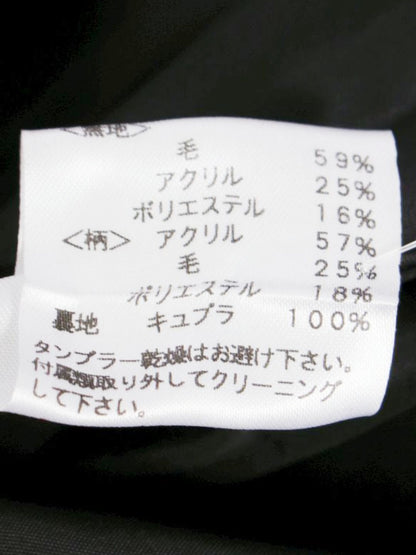 <無地>
毛 59%
アクリル 25%
ポリエステル 16%
<柄> アクリル 57%
毛 25%
ポリエステル 18%
裏地 キュプラ 100%
タンブラー乾燥はお避け下さい。
付属類取り外してクリーニング
して下さい。